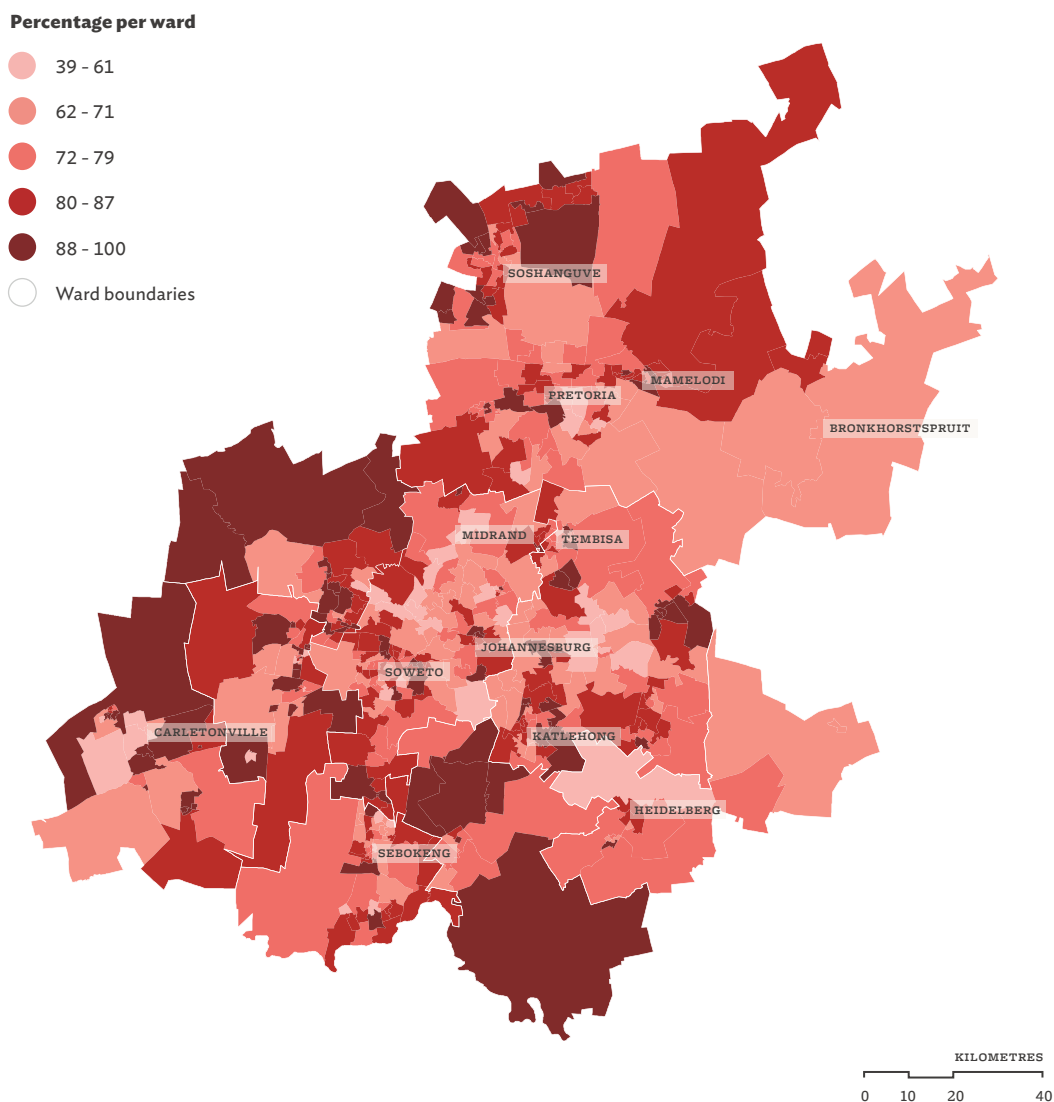 Percentage per ward
39 - 61
62 - 71
72 - 79
80 - 87
88 - 100
Ward boundaries
SOSHANGUVE
MAMELODI
PRETORIA
BRONKHORSTSPRUIT
MIDRAND
TEMBISA
JOHANNESBURG
SOWETO
CARLETONVILLE
KATLEHONG
HEIDELBERG
SEBOKENG
KILOMETRES
0 10 20 40